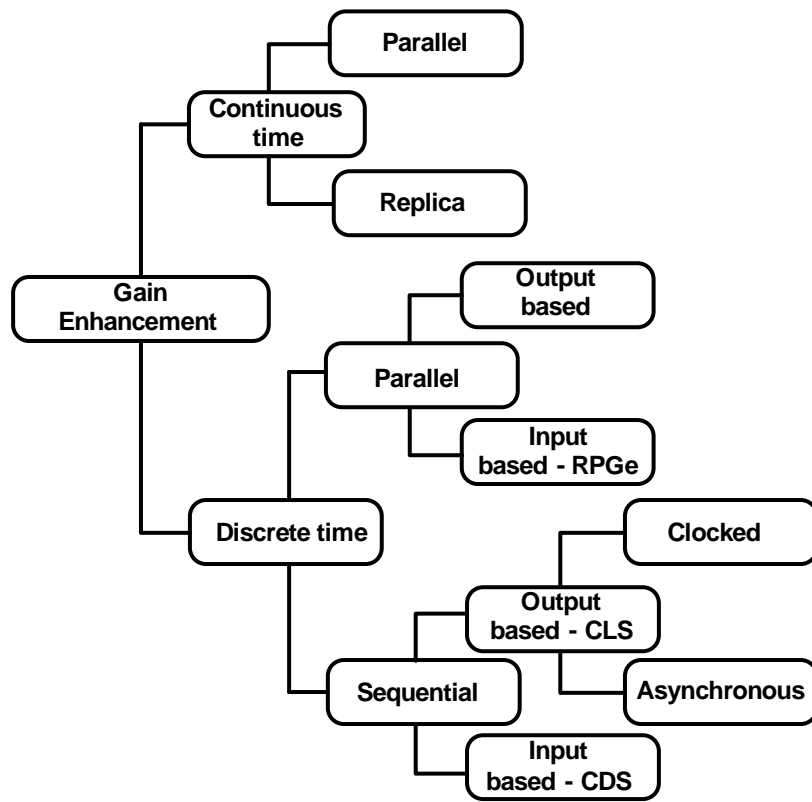 Parallel
Continuous
time
Replica
Gain
Enhancement
Output
based
Parallel
Input
based - RPGe
Discrete time
Clocked
Output
based - CLS
Sequential
Asynchronous
Input
based - CDS